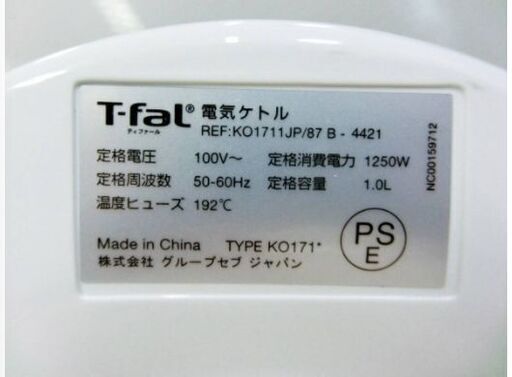 T-faL 電気ケトル
ティファール
REF:KO1711JP/87 B - 4421
定格電圧 100V～ 定格消費電力 1250W
定格周波数 50-60Hz 定格容量 1.0L
温度ヒューズ 192℃
Made in China TYPE KO171*
株式会社 グループセブ ジャパン
PS
E
NC00159712